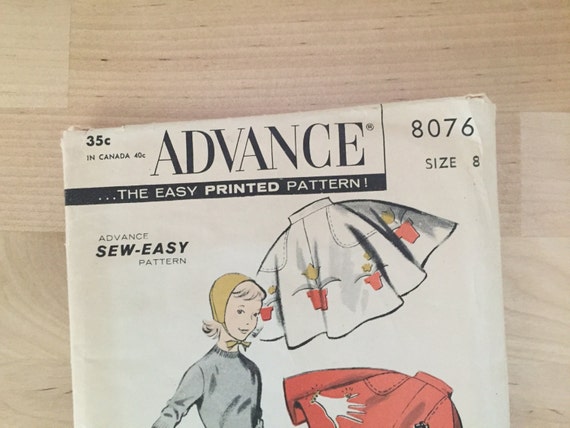 35c
IN CANADA 40c
ADVANCE®
8076
SIZE 8
...THE EASY PRINTED PATTERN!
ADVANCE
SEW-EASY
PATTERN